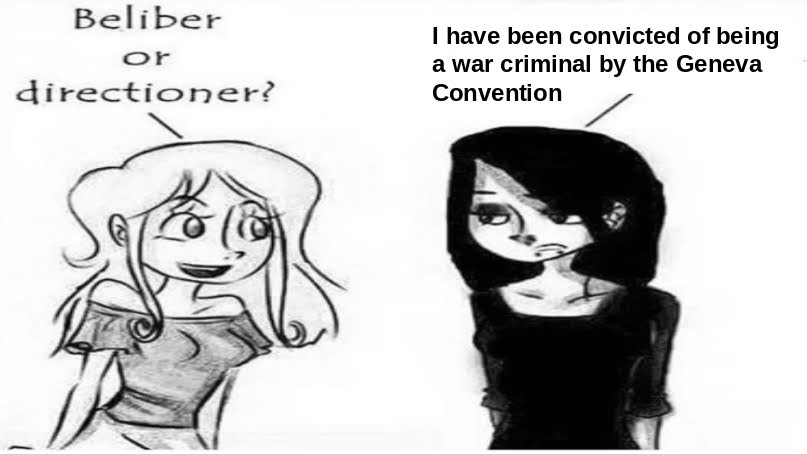 Beliber
or
directioner?
I have been convicted of being
a war criminal by the Geneva
Convention